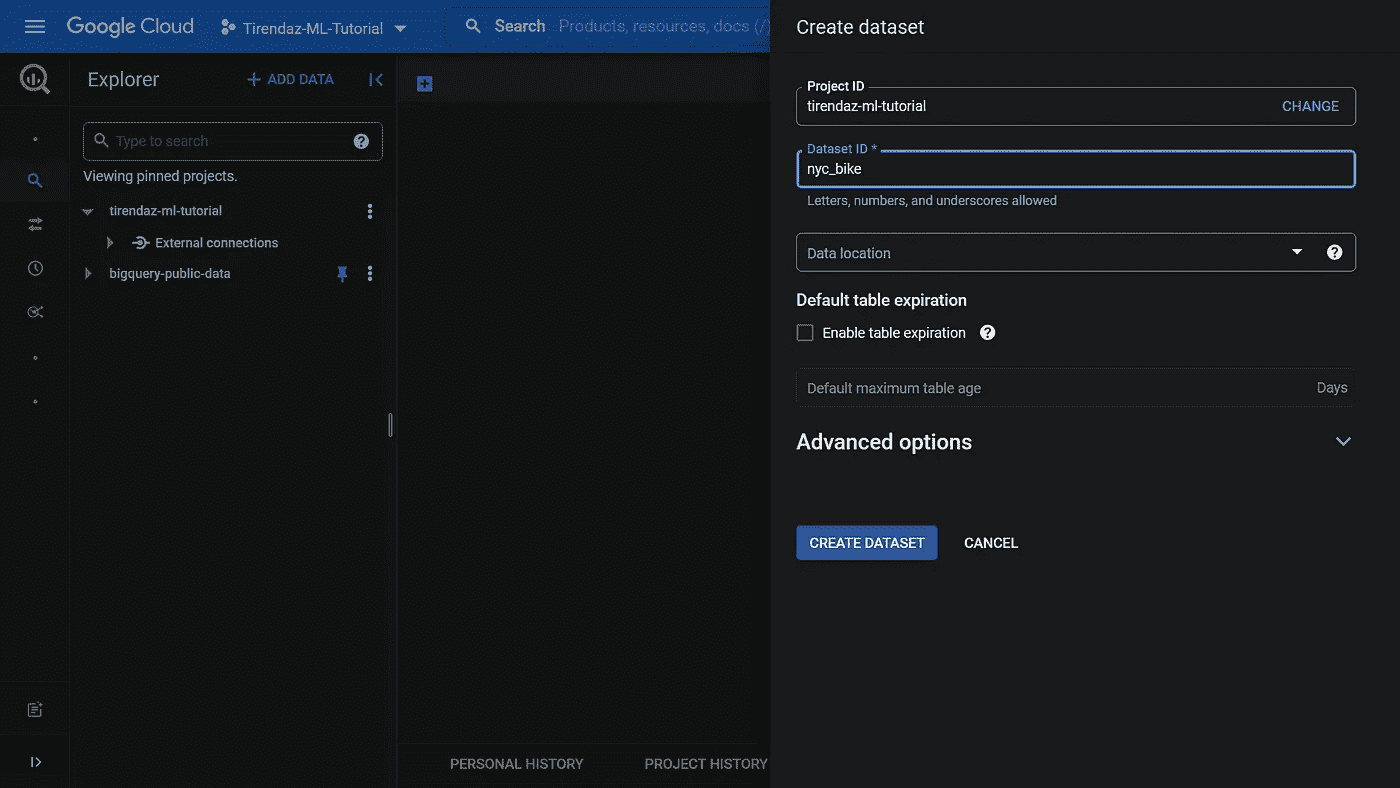 Google Cloud
Tirendaz-ML-Tutorial
Search Products, resources, docs (/)
Explorer
+ ADD DATA
Type to search
Viewing pinned projects.
tirendaz-ml-tutorial
External connections
bigquery-public-data
PERSONAL HISTORY
PROJECT HISTORY
Create dataset
Project ID
tirendaz-ml-tutorial
CHANGE
Dataset ID *
nyc_bike
Letters, numbers, and underscores allowed
Data location
Default table expiration
Enable table expiration
Default maximum table age
Days
Advanced options
CREATE DATASET
CANCEL